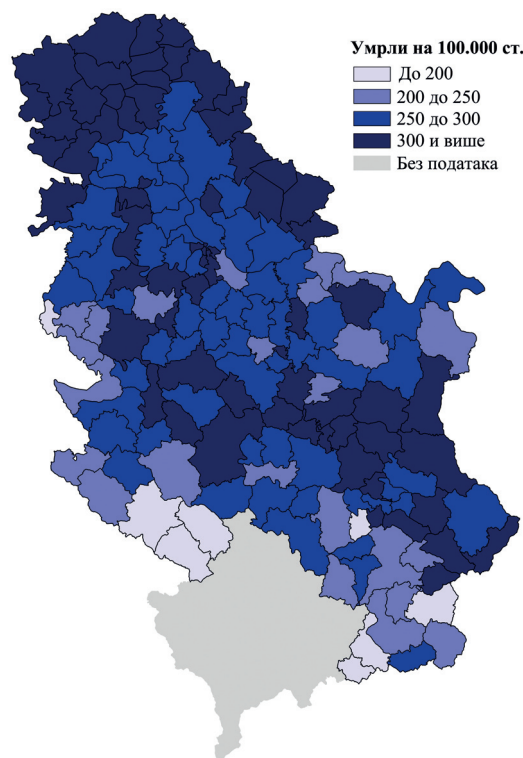 Умрли на 100.000 ст.
До 200
200 до 250
250 до 300
300 и више
Без података